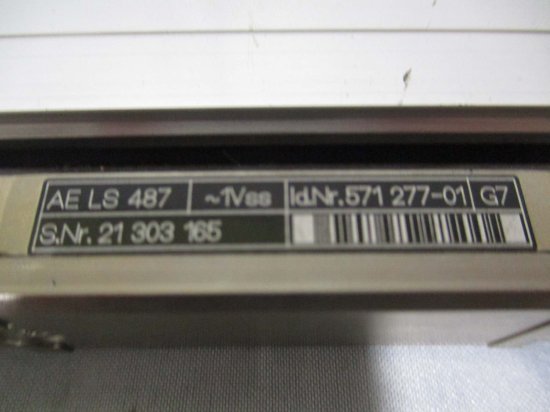 AE LS 487 ~1Vss Id.Nr. 571 277-01 G7
S.Nr. 21 303 165